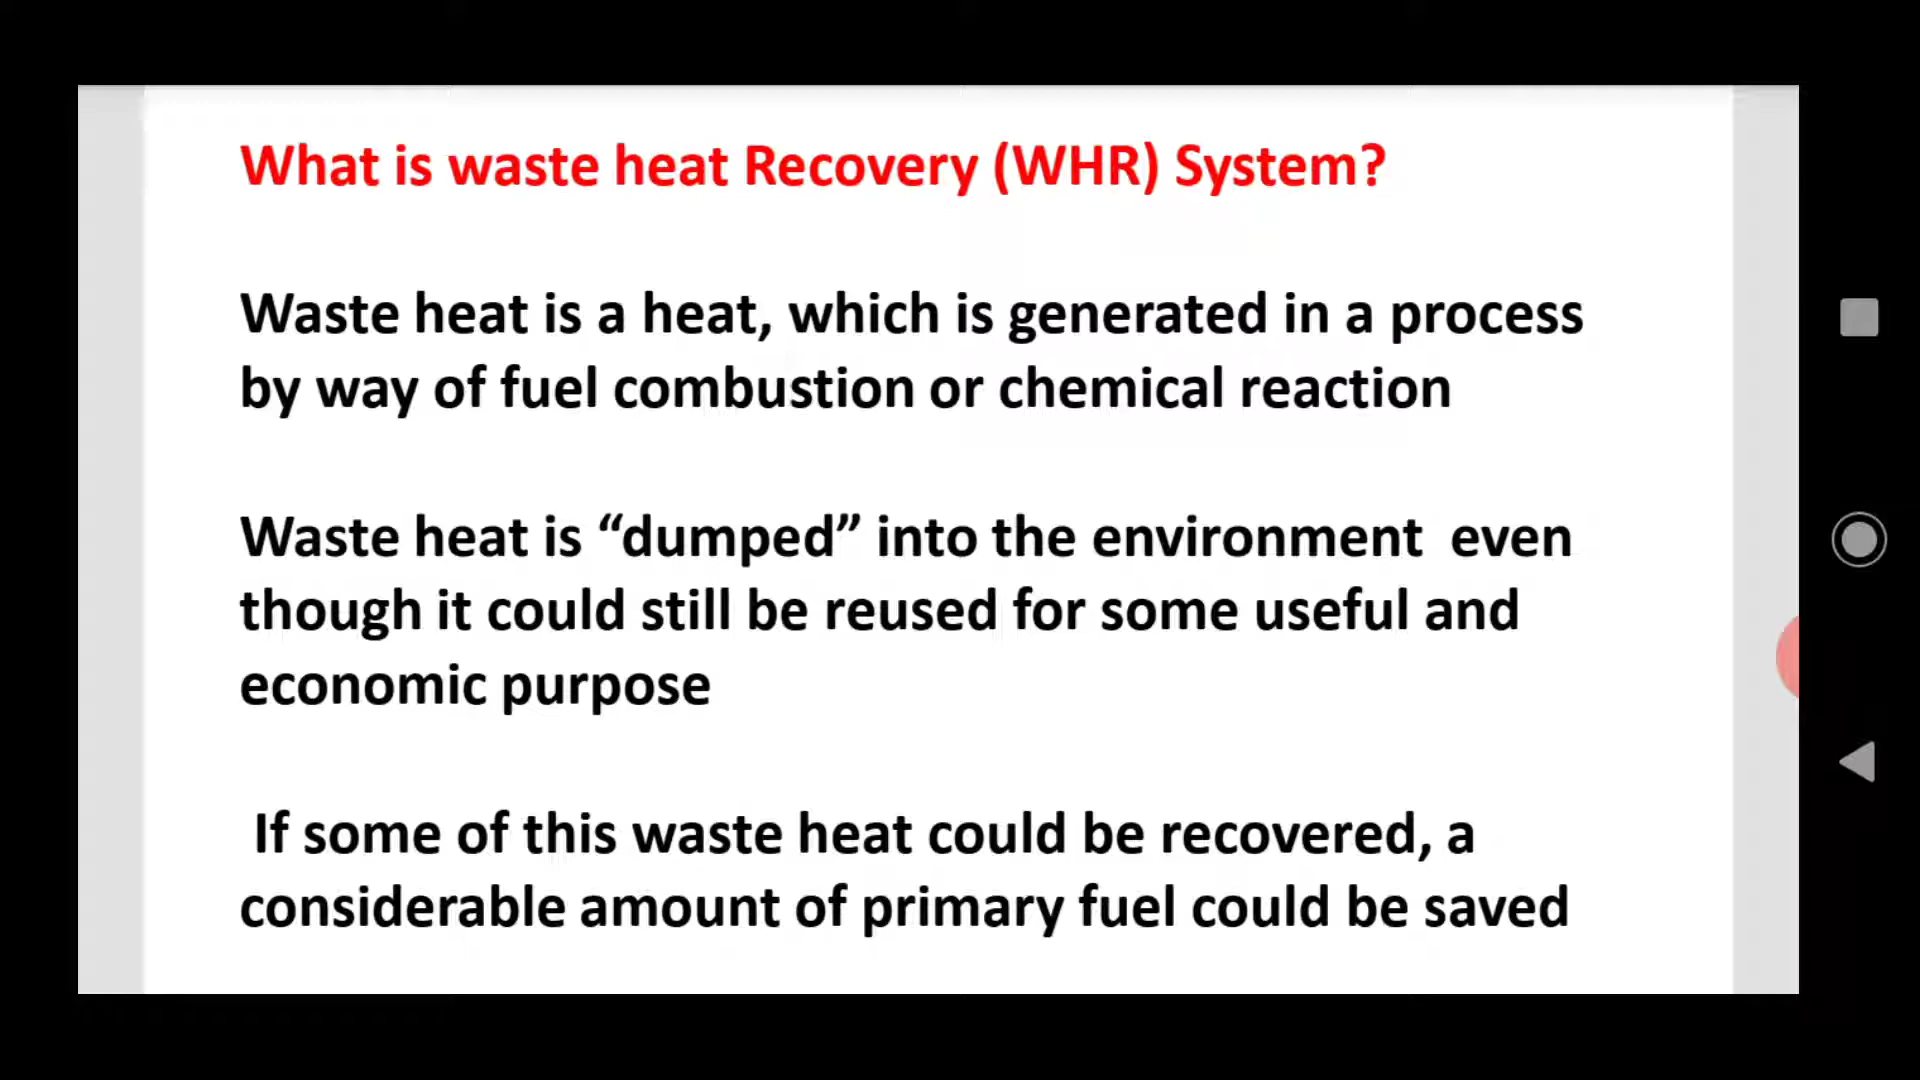 What is waste heat Recovery (WHR) System?
Waste heat is a heat, which is generated in a process
by way of fuel combustion or chemical reaction
Waste heat is “dumped” into the environment  even
though it could still be reused for some useful and
economic purpose
If some of this waste heat could be recovered, a
considerable amount of primary fuel could be saved